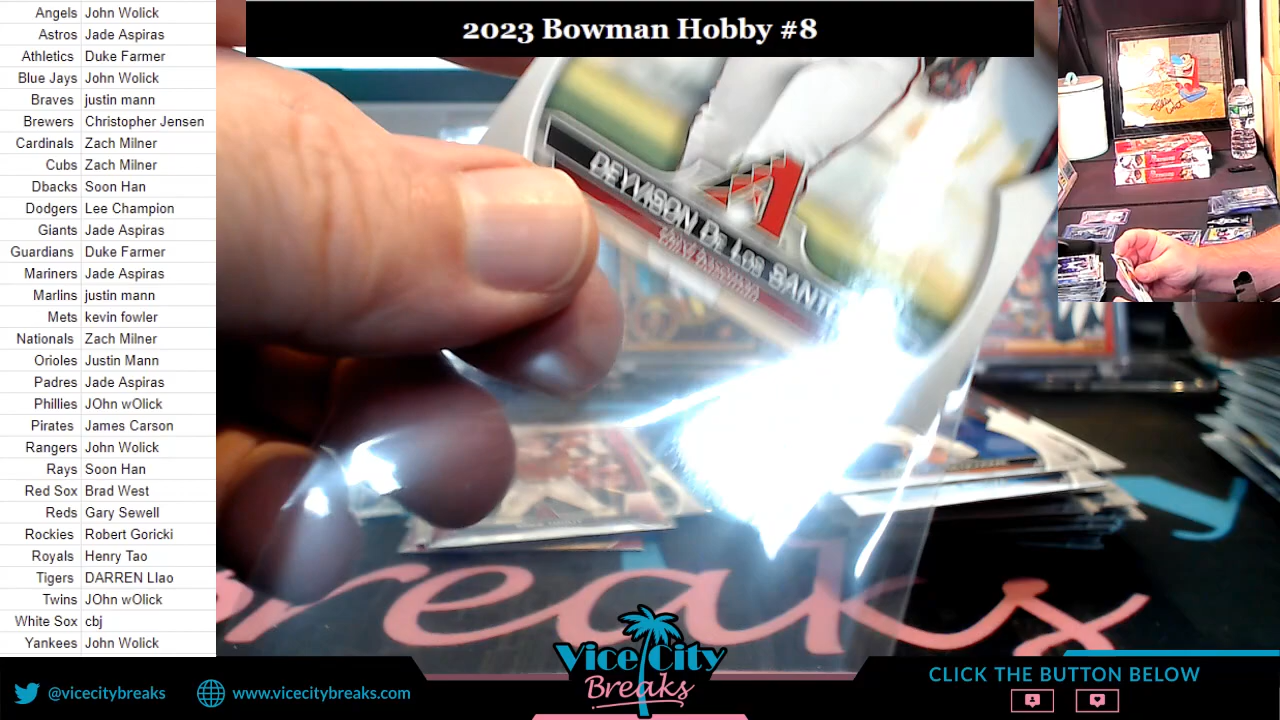 2023 Bowman Hobby #8
Angels John Wolick
Astros Jade Aspiras
Athletics Duke Farmer
Blue Jays John Wolick
Braves justin mann
Brewers Christopher Jensen
Cardinals Zach Milner
Cubs Zach Milner
Dbacks Soon Han
Dodgers Lee Champion
Giants Jade Aspiras
Guardians Duke Farmer
Mariners Jade Aspiras
Marlins justin mann
Mets kevin fowler
Nationals Zach Milner
Orioles Justin Mann
Padres Jade Aspiras
Phillies JOhn wOlick
Pirates James Carson
Rangers John Wolick
Rays Soon Han
Red Sox Brad West
Reds Gary Sewell
Rockies Robert Goricki
Royals Henry Tao
Tigers DARREN LIao
Twins JOhn wOlick
White Sox cbj
Yankees John Wolick
DEYVISON DE LOS SANT
breaks
Vice City
Breaks
@vicecitybreaks
www.vicecitybreaks.com
CLICK THE BUTTON BELOW